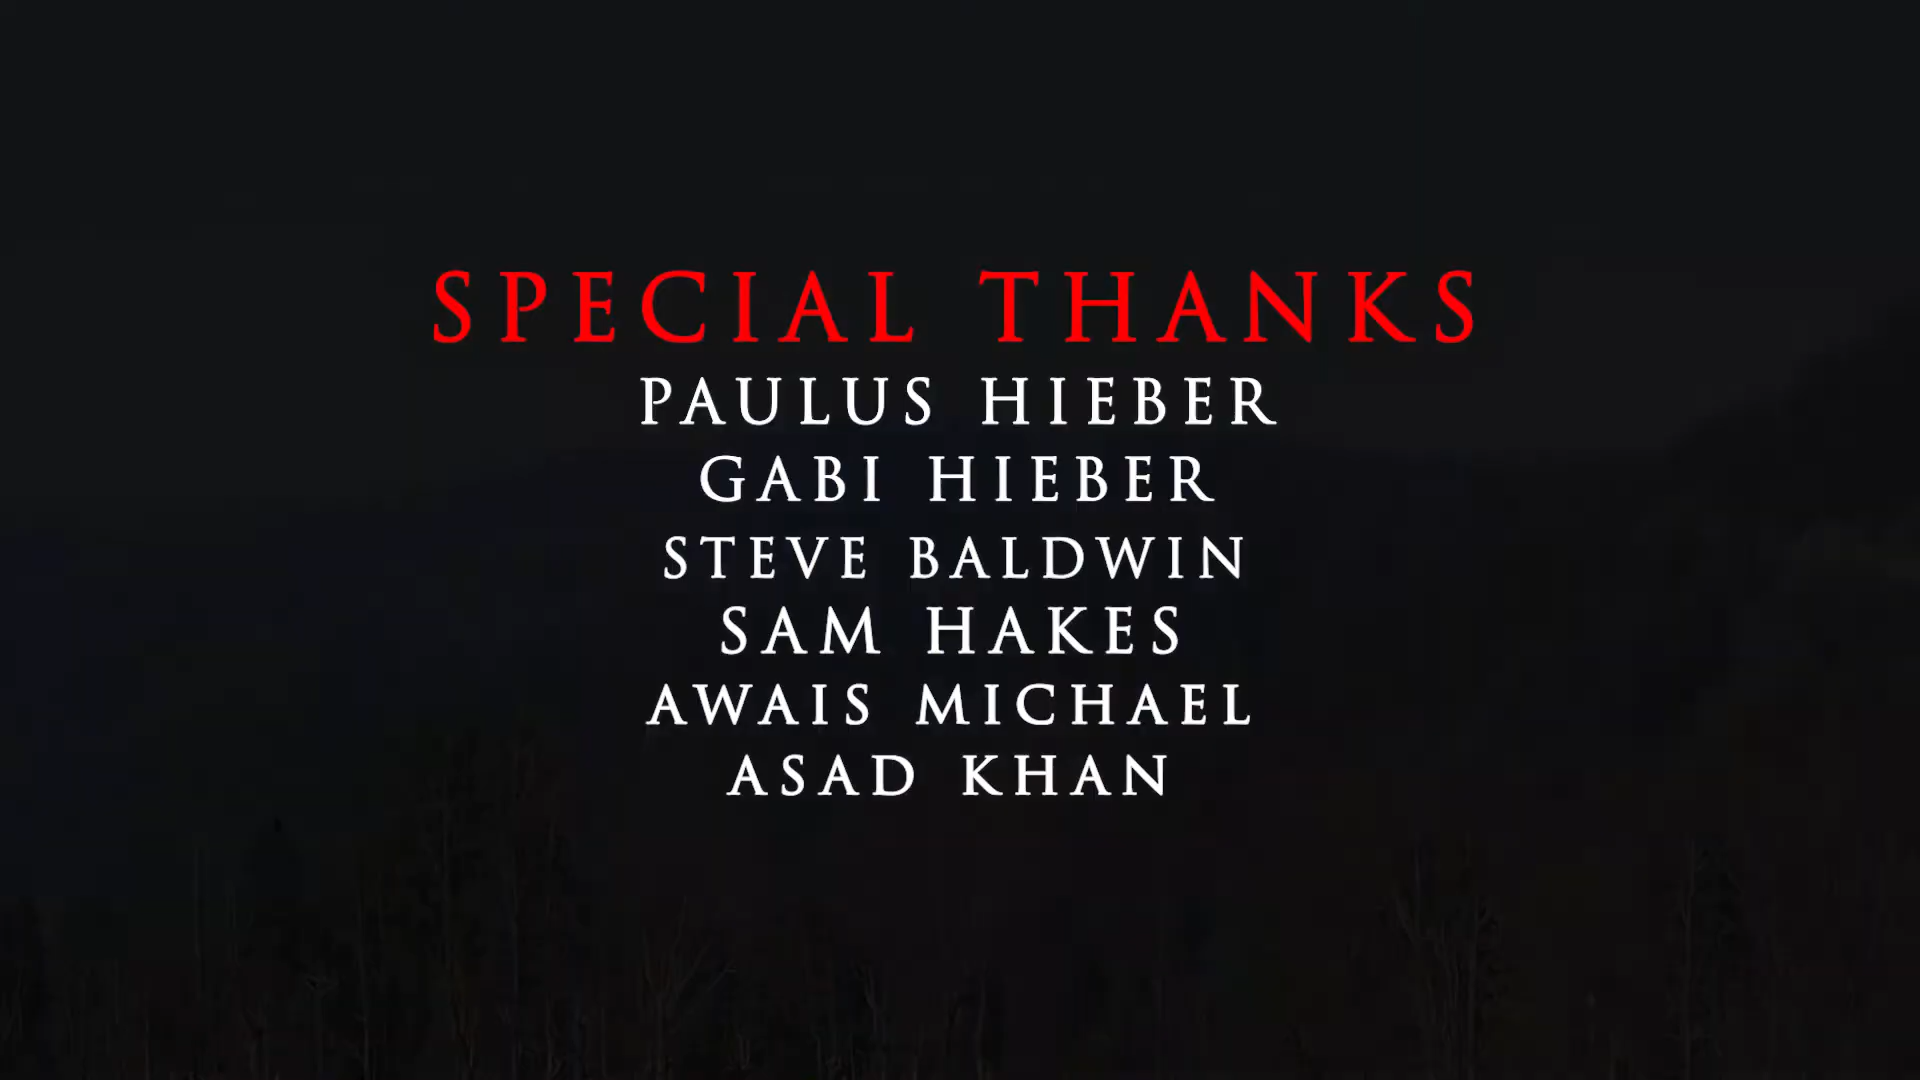 SPECIAL THANKS
PAULUS HIEBER
GABI HIEBER
STEVE BALDWIN
SAM HAKES
AWAIS MICHAEL
ASAD KHAN